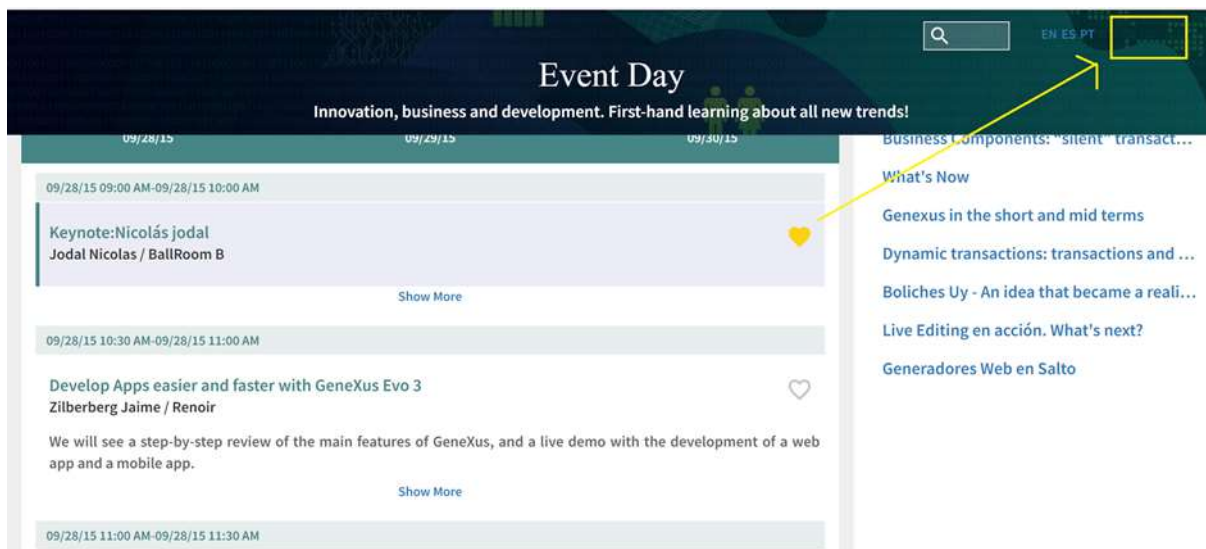 EN ES PT
Event Day
Innovation, business and development. First-hand learning about all new trends!
09/28/15 09/29/15 09/30/15
09/28/15 09:00 AM-09/28/15 10:00 AM
Keynote:Nicolás jodal
Jodal Nicolas / BallRoom B
Show More
09/28/15 10:30 AM-09/28/15 11:00 AM
Develop Apps easier and faster with GeneXus Evo 3
Zilberberg Jaime / Renoir
We will see a step-by-step review of the main features of GeneXus, and a live demo with the development of a web
app and a mobile app.
Show More
09/28/15 11:00 AM-09/28/15 11:30 AM
Business Components: "silent" transact...
What's Now
Genexus in the short and mid terms
Dynamic transactions: transactions and ...
Boliches Uy - An idea that became a reali...
Live Editing en acción. What's next?
Generadores Web en Salto